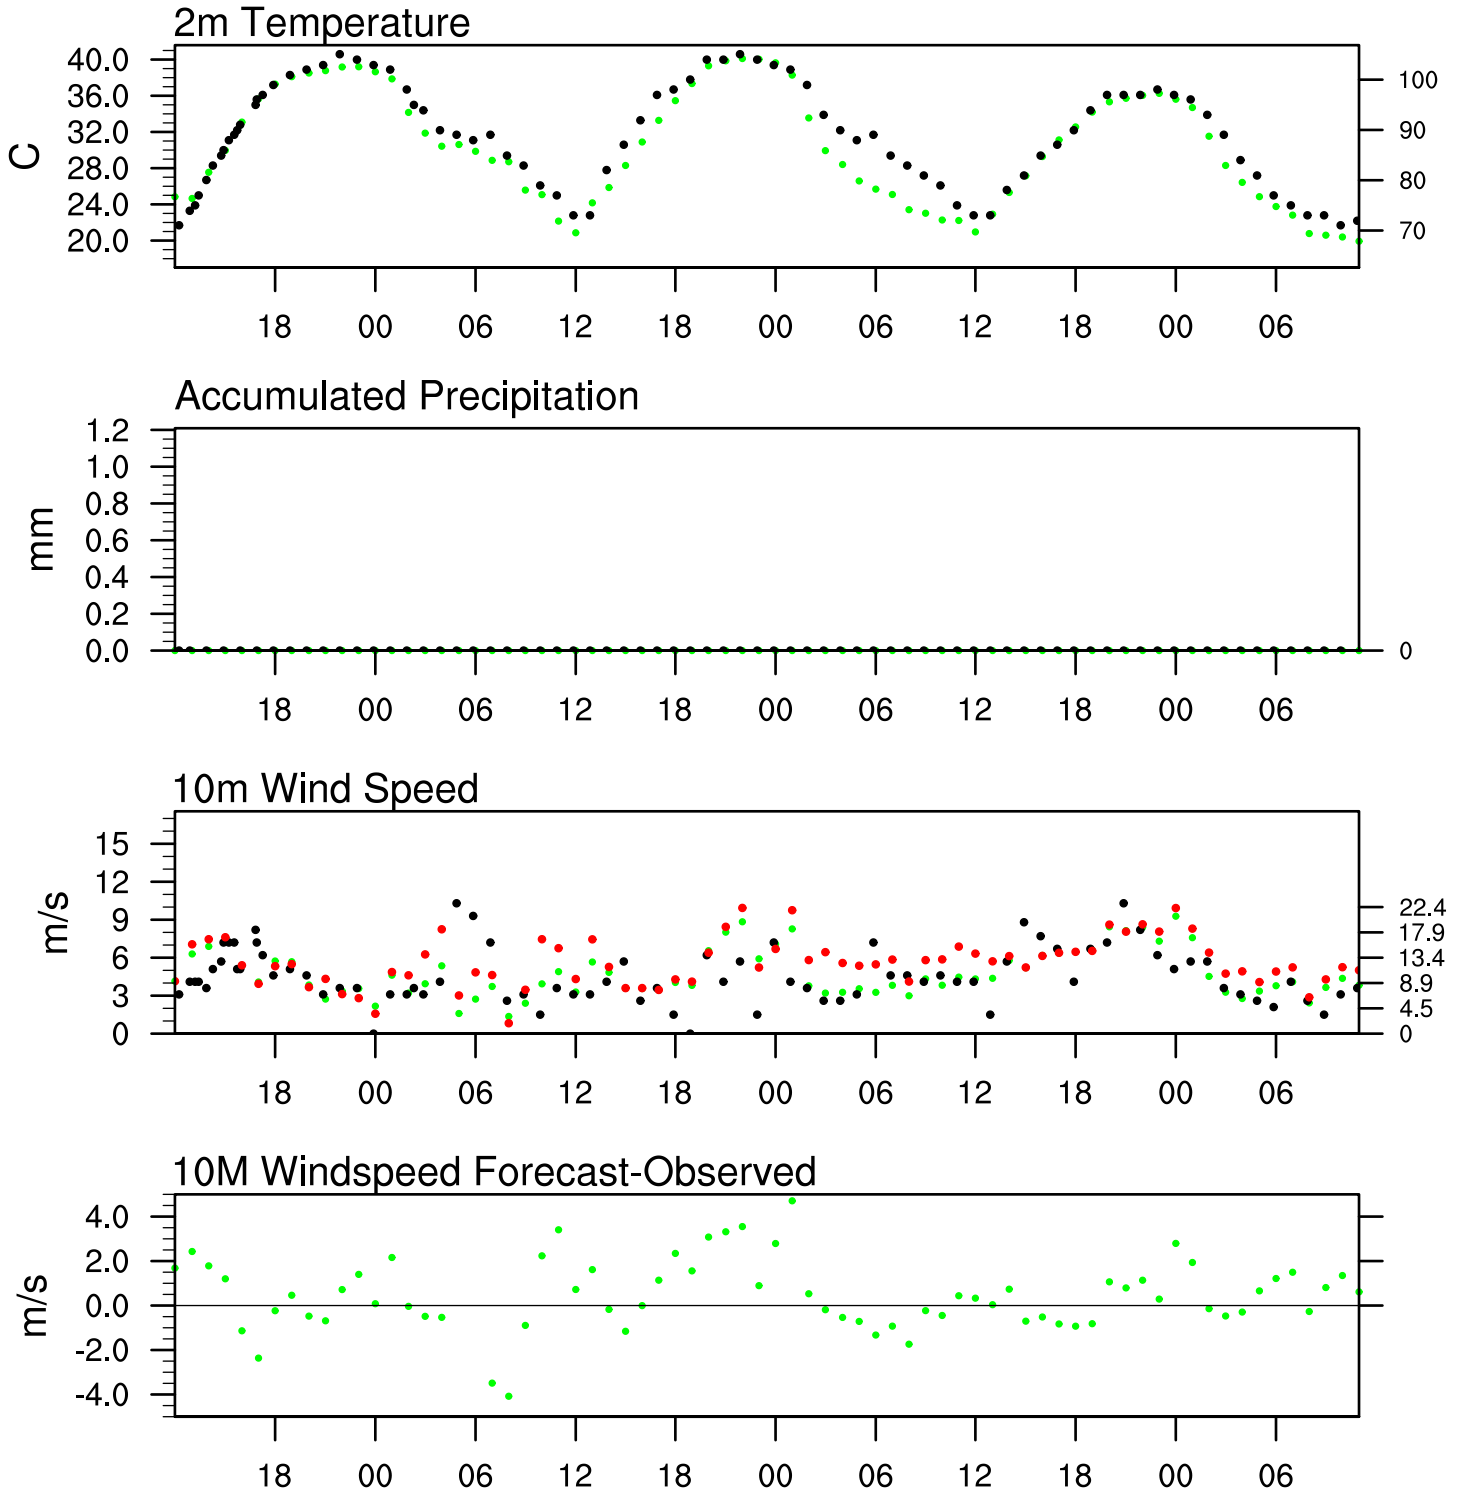 2m Temperature
40.0
36.0
32.0
28.0
24.0
20.0
C
100
90
80
70
18 00 06 12 18 00 06 12 18 00 06
Accumulated Precipitation
1.2
1.0
0.8
0.6
0.4
0.2
0.0
mm
0
18 00 06 12 18 00 06 12 18 00 06
10m Wind Speed
15
12
9
6
3
0
m/s
22.4
17.9
13.4
8.9
4.5
0
18 00 06 12 18 00 06 12 18 00 06
10M Windspeed Forecast-Observed
4.0
2.0
0.0
-2.0
-4.0
m/s
18 00 06 12 18 00 06 12 18 00 06